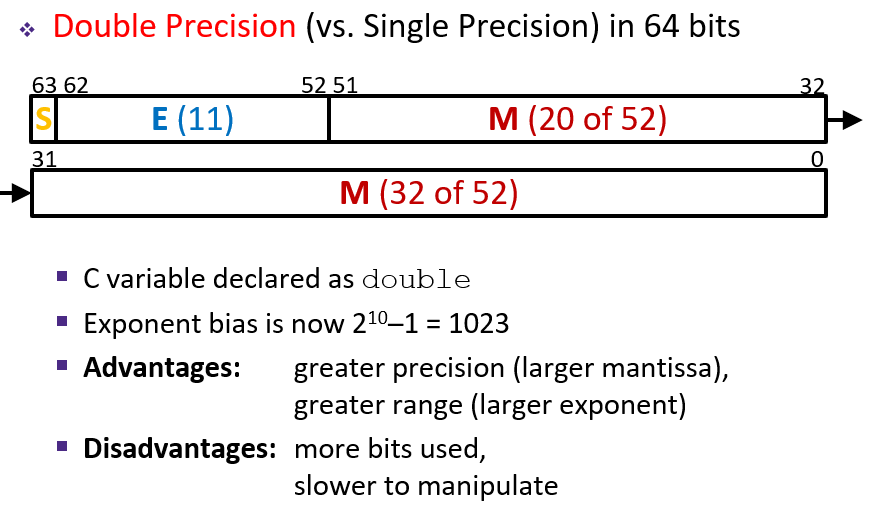 ❖ Double Precision (vs. Single Precision) in 64 bits
63 62 52 51 32
S E (11) M (20 of 52)
31 0
M (32 of 52)
▪ C variable declared as double
▪ Exponent bias is now 2¹⁰–1 = 1023
▪ Advantages: greater precision (larger mantissa),
greater range (larger exponent)
▪ Disadvantages: more bits used,
slower to manipulate